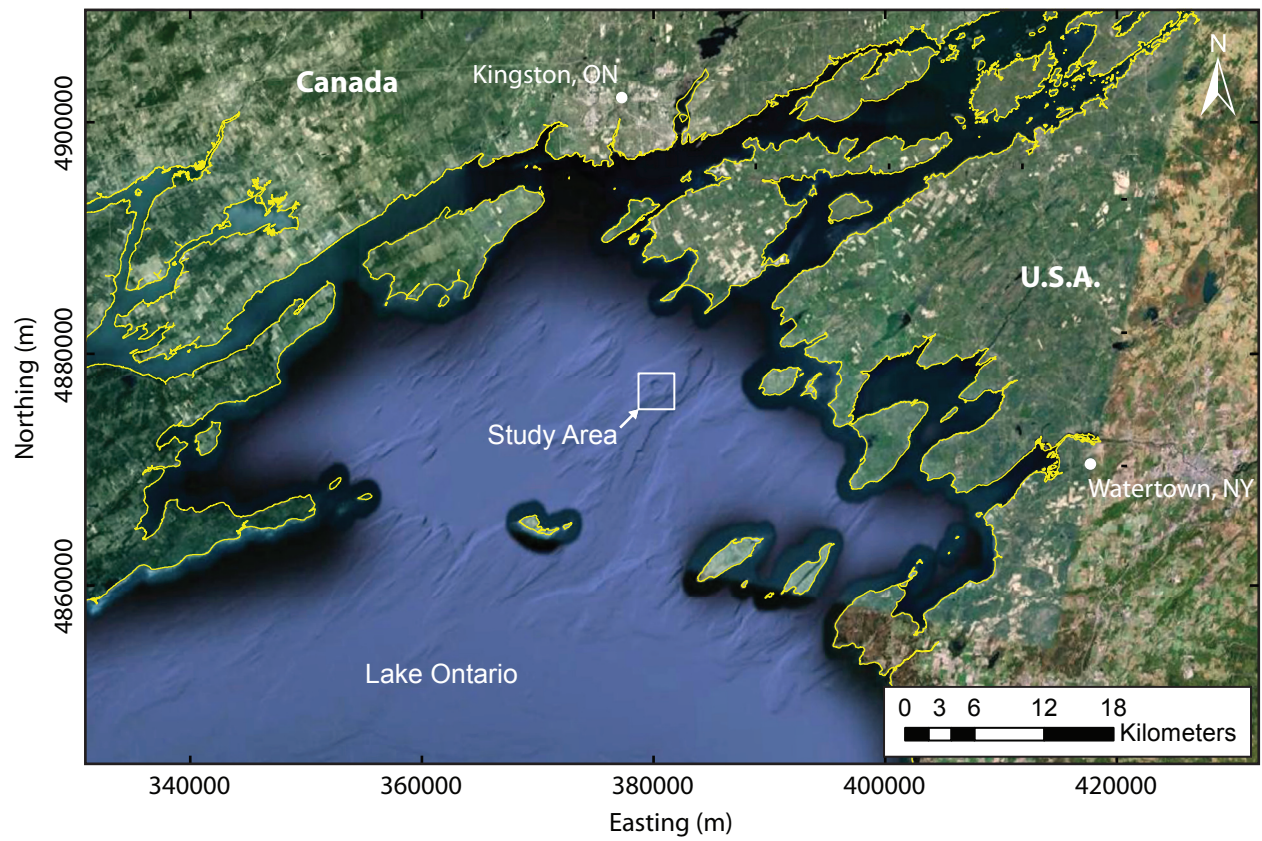 Canada
Kingston, ON
N
U.S.A.
Study Area
Watertown, NY
Lake Ontario
0 3 6 12 18
Kilometers
4900000
4880000
4860000
Northing (m)
340000 360000 380000 400000 420000
Easting (m)